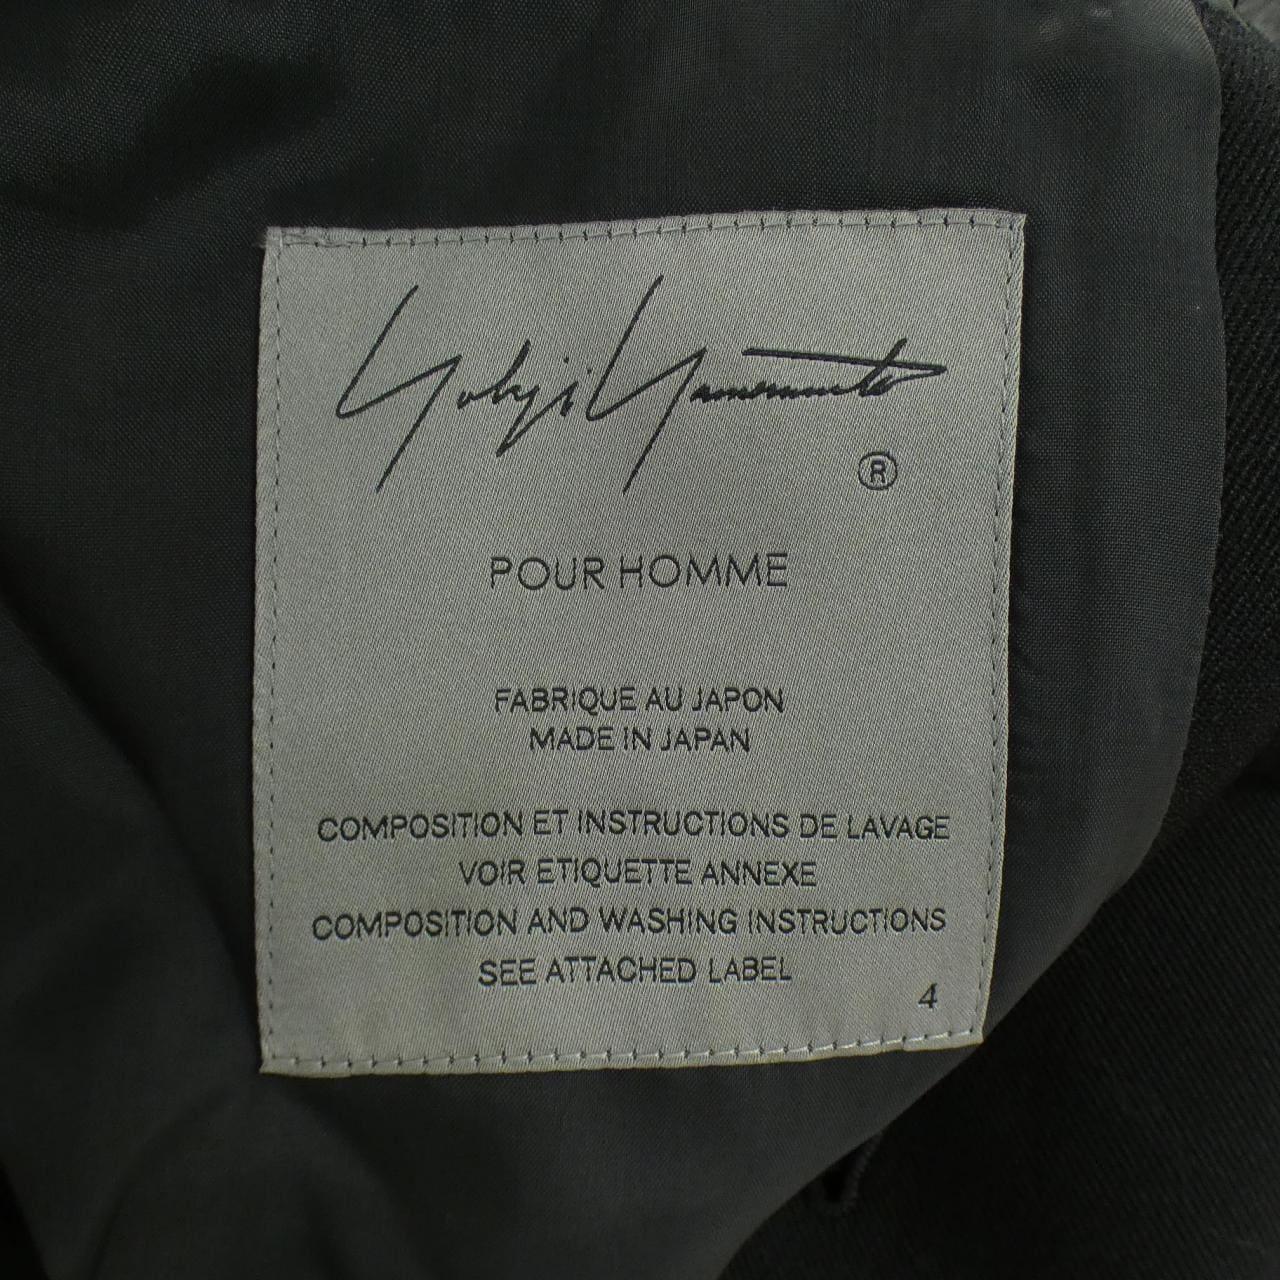 Yohji Yamamoto
®
POUR HOMME
FABRIQUE AU JAPON
MADE IN JAPAN
COMPOSITION ET INSTRUCTIONS DE LAVAGE
VOIR ETIQUETTE ANNEXE
COMPOSITION AND WASHING INSTRUCTIONS
SEE ATTACHED LABEL
4